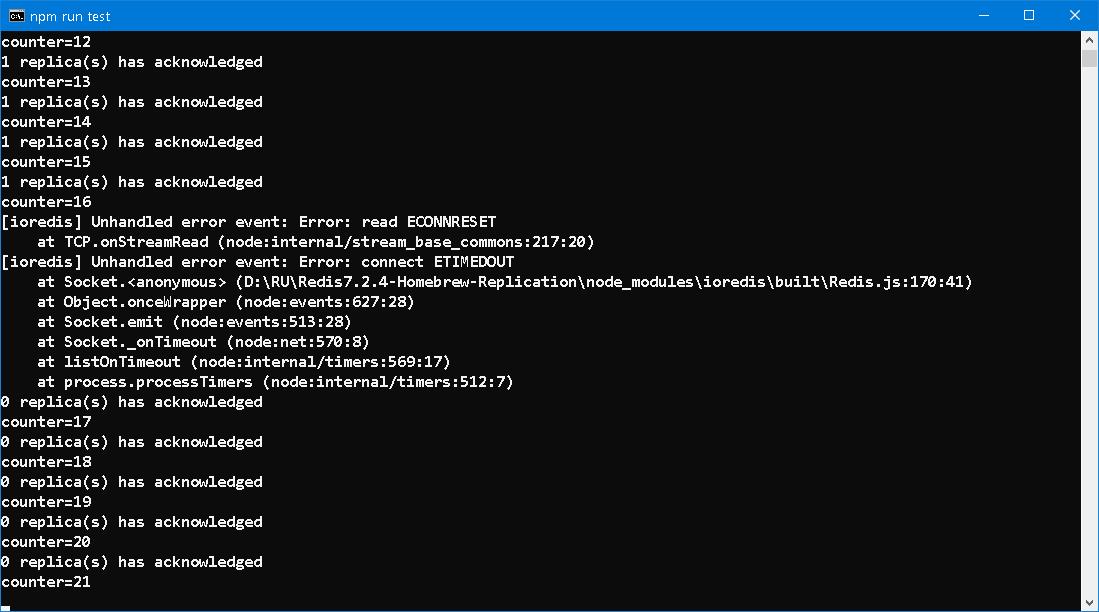 npm run test
counter=12
1 replica(s) has acknowledged
counter=13
1 replica(s) has acknowledged
counter=14
1 replica(s) has acknowledged
counter=15
1 replica(s) has acknowledged
counter=16
[ioredis] Unhandled error event: Error: read ECONNRESET
    at TCP.onStreamRead (node:internal/stream_base_commons:217:20)
[ioredis] Unhandled error event: Error: connect ETIMEDOUT
    at Socket.<anonymous> (D:\RU\Redis7.2.4-Homebrew-Replication\node_modules\ioredis\built\Redis.js:170:41)
    at Object.onceWrapper (node:events:627:28)
    at Socket.emit (node:events:513:28)
    at Socket._onTimeout (node:net:570:8)
    at listOnTimeout (node:internal/timers:569:17)
    at process.processTimers (node:internal/timers:512:7)
0 replica(s) has acknowledged
counter=17
0 replica(s) has acknowledged
counter=18
0 replica(s) has acknowledged
counter=19
0 replica(s) has acknowledged
counter=20
0 replica(s) has acknowledged
counter=21